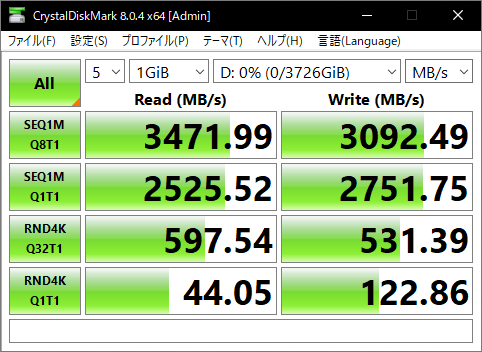 CrystalDiskMark 8.0.4 x64 [Admin]
ファイル(F) 設定(S) プロファイル(P) テーマ(T) ヘルプ(H) 言語(Language)
All 5 1GiB D: 0% (0/3726GiB) MB/s
Read (MB/s) Write (MB/s)
SEQ1M
Q8T1
3471.99 3092.49
SEQ1M
Q1T1
2525.52 2751.75
RND4K
Q32T1
597.54 531.39
RND4K
Q1T1
44.05 122.86